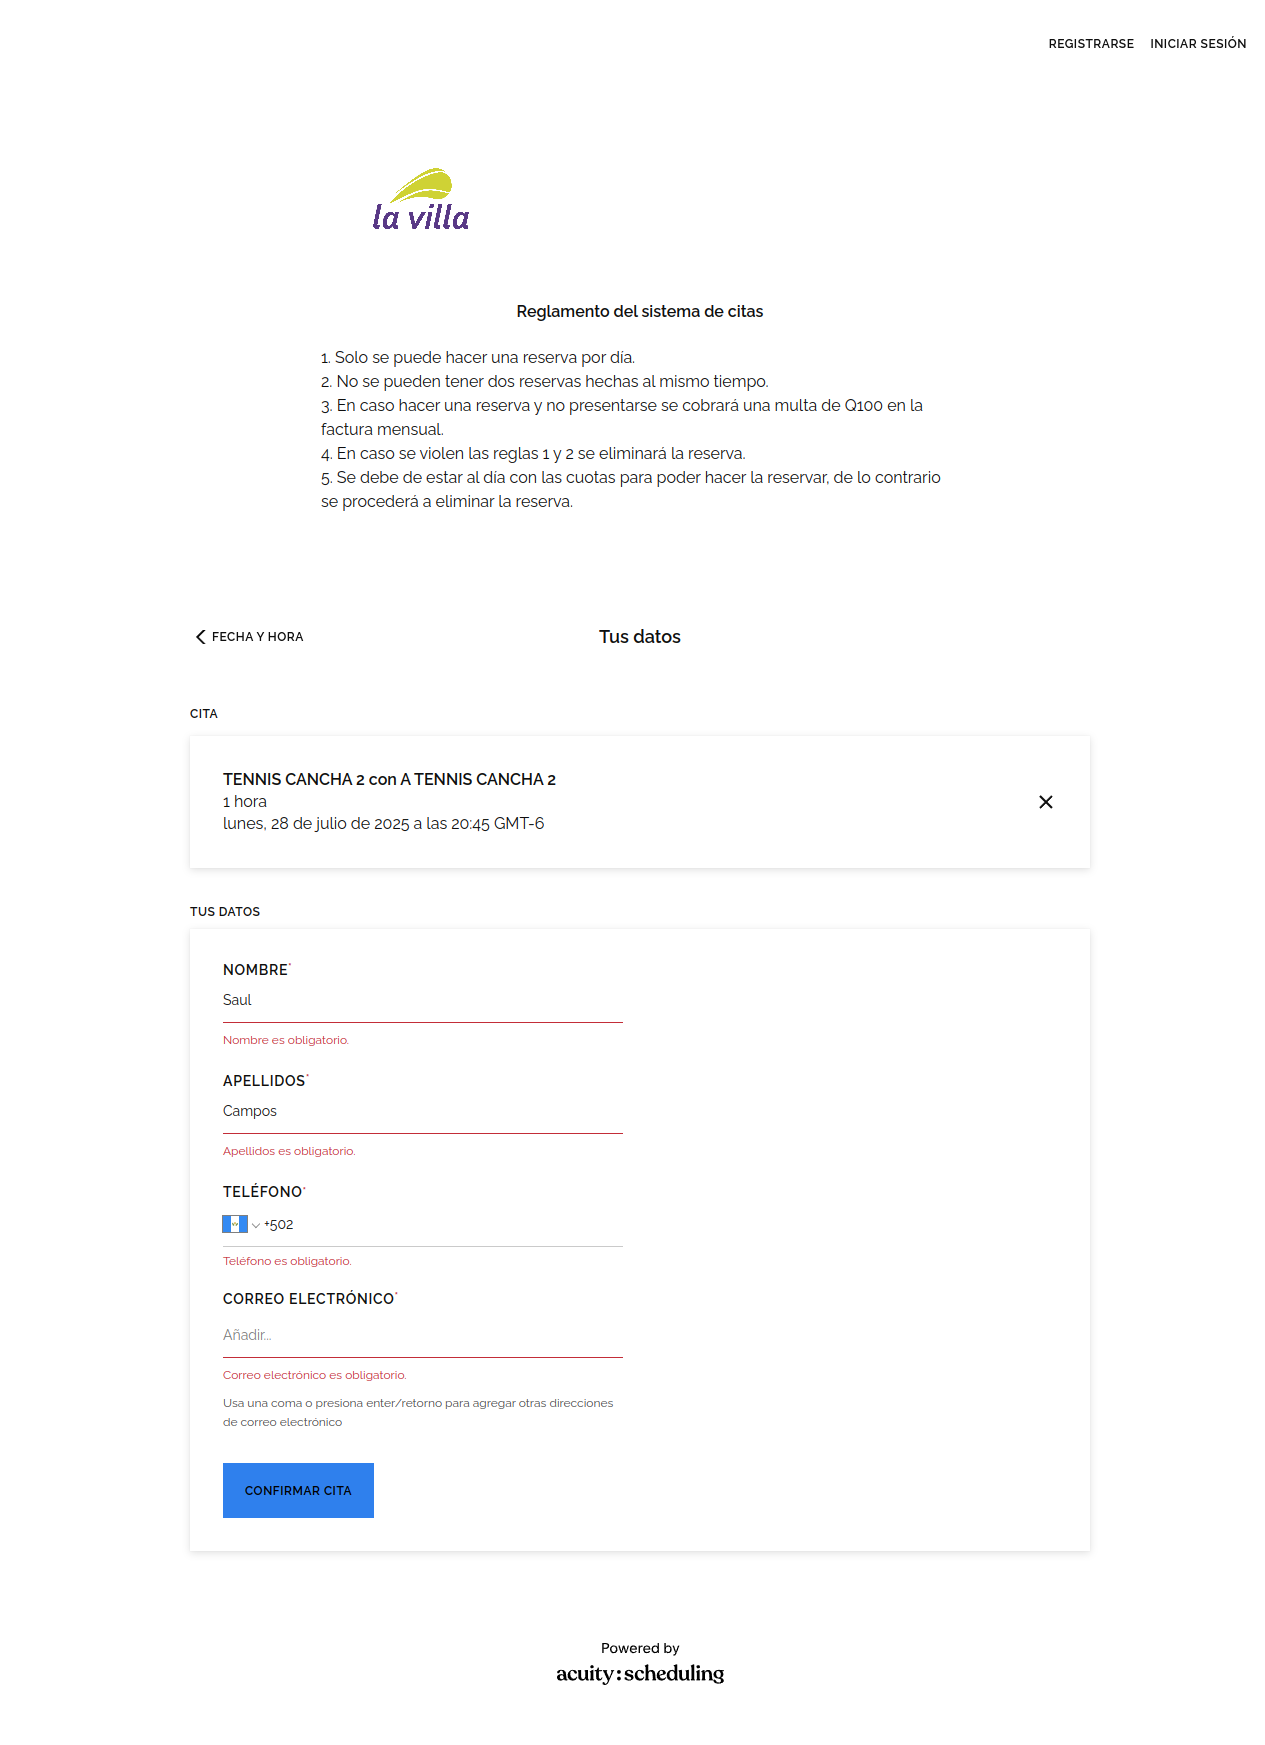 REGISTRARSE INICIAR SESIÓN
la villa
Reglamento del sistema de citas
1. Solo se puede hacer una reserva por día.
2. No se pueden tener dos reservas hechas al mismo tiempo.
3. En caso hacer una reserva y no presentarse se cobrará una multa de Q100 en la
factura mensual.
4. En caso se violen las reglas 1 y 2 se eliminará la reserva.
5. Se debe de estar al día con las cuotas para poder hacer la reservar, de lo contrario
se procederá a eliminar la reserva.
FECHA Y HORA
Tus datos
CITA
TENNIS CANCHA 2 con A TENNIS CANCHA 2
1 hora
lunes, 28 de julio de 2025 a las 20:45 GMT-6
TUS DATOS
NOMBRE*
Saul
Nombre es obligatorio.
APELLIDOS*
Campos
Apellidos es obligatorio.
TELÉFONO*
+502
Teléfono es obligatorio.
CORREO ELECTRÓNICO*
Añadir...
Correo electrónico es obligatorio.
Usa una coma o presiona enter/retorno para agregar otras direcciones
de correo electrónico
CONFIRMAR CITA
Powered by
acuity:scheduling